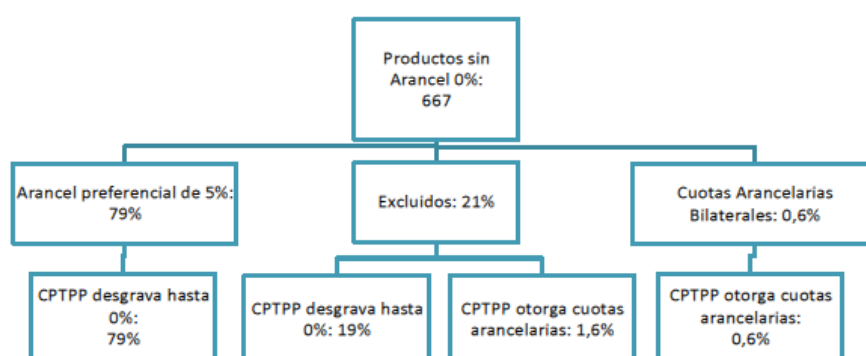 Productos sin
Arancel 0%:
667
Arancel preferencial de 5%:
79%
Excluidos: 21%
Cuotas Arancelarias
Bilaterales: 0,6%
CPTPP desgrava hasta
0%:
79%
CPTPP desgrava hasta
0%: 19%
CPTPP otorga cuotas
arancelarias: 1,6%
CPTPP otorga cuotas
arancelarias:
0,6%